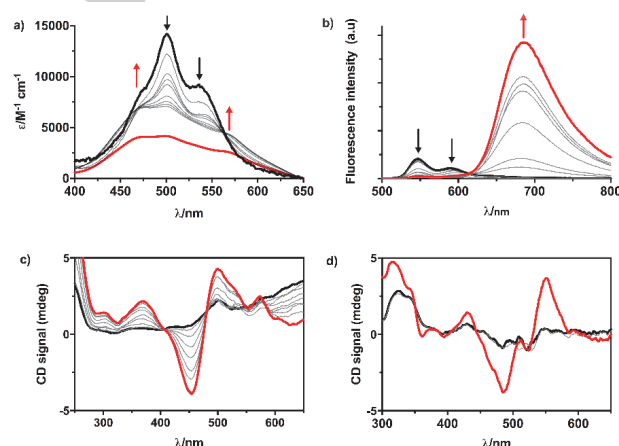 a)
15000
10000
5000
0
ε/M⁻¹ cm⁻¹
400 450 500 550 600 650
λ/nm
b)
Fluorescence intensity (a.u)
500 600 700 800
λ/nm
c)
5
0
-5
CD signal (mdeg)
300 400 500 600
λ/nm
d)
5
0
-5
CD signal (mdeg)
300 400 500 600
λ/nm